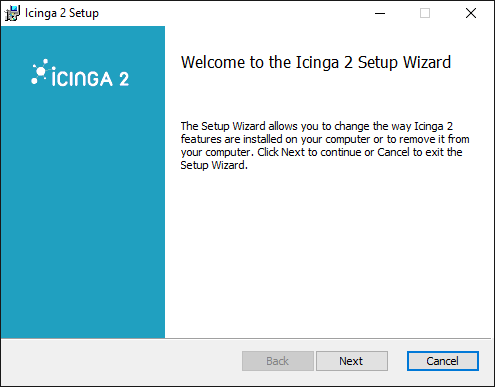 Icinga 2 Setup
ICINGA 2
Welcome to the Icinga 2 Setup Wizard
The Setup Wizard allows you to change the way Icinga 2
features are installed on your computer or to remove it from
your computer. Click Next to continue or Cancel to exit the
Setup Wizard.
Back Next Cancel